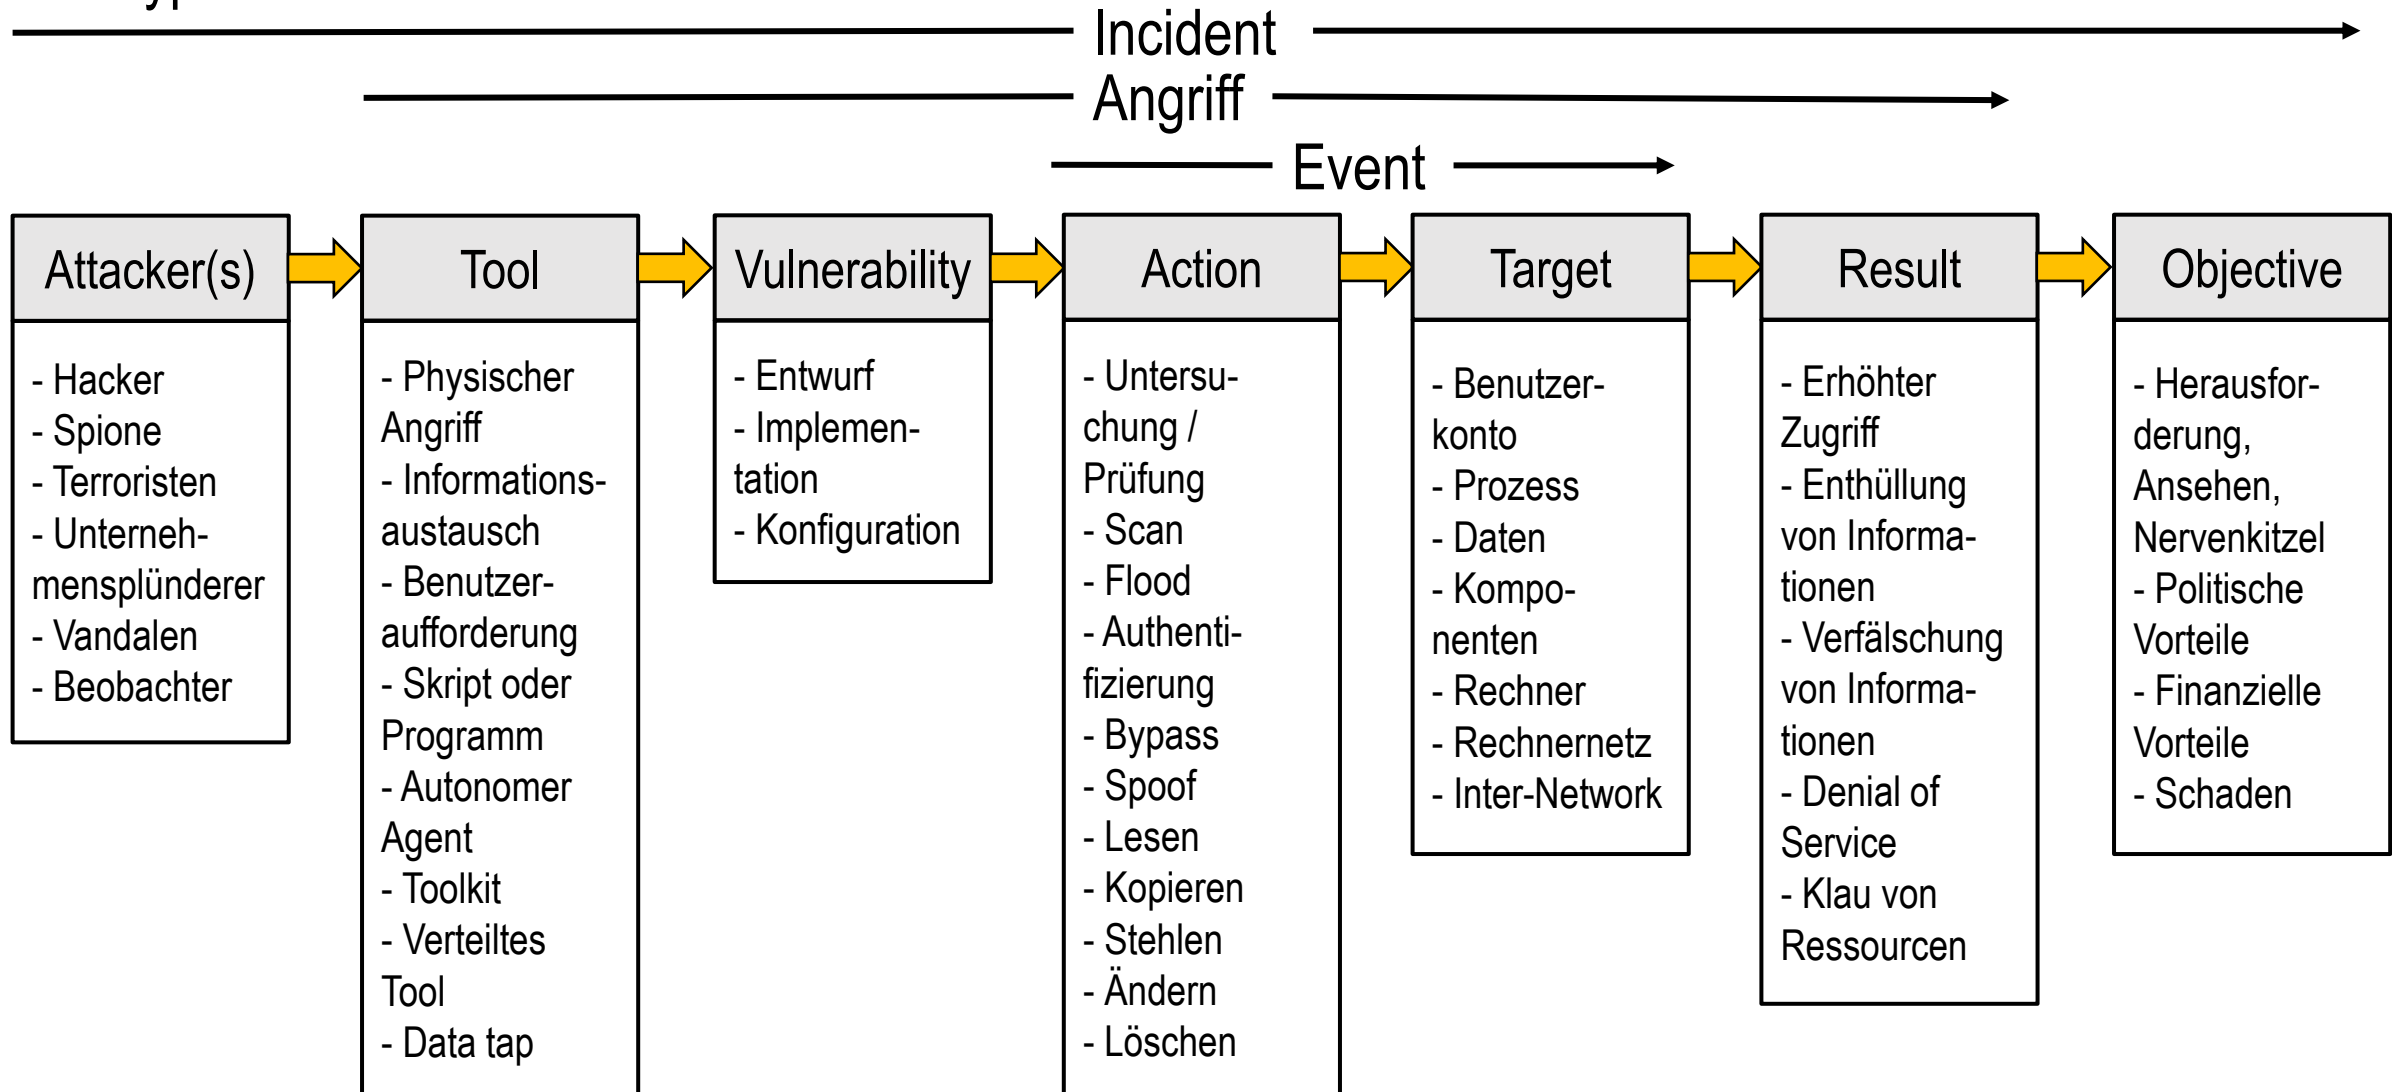 Incident
Angriff
Event
Attacker(s)
- Hacker
- Spione
- Terroristen
- Unterneh-
mensplünderer
- Vandalen
- Beobachter
Tool
- Physischer
Angriff
- Informations-
austausch
- Benutzer-
aufforderung
- Skript oder
Programm
- Autonomer
Agent
- Toolkit
- Verteiltes
Tool
- Data tap
Vulnerability
- Entwurf
- Implemen-
tation
- Konfiguration
Action
- Untersu-
chung /
Prüfung
- Scan
- Flood
- Authenti-
fizierung
- Bypass
- Spoof
- Lesen
- Kopieren
- Stehlen
- Ändern
- Löschen
Target
- Benutzer-
konto
- Prozess
- Daten
- Kompo-
nenten
- Rechner
- Rechnernetz
- Inter-Network
Result
- Erhöhter
Zugriff
- Enthüllung
von Informa-
tionen
- Verfälschung
von Informa-
tionen
- Denial of
Service
- Klau von
Ressourcen
Objective
- Herausfor-
derung,
Ansehen,
Nervenkitzel
- Politische
Vorteile
- Finanzielle
Vorteile
- Schaden